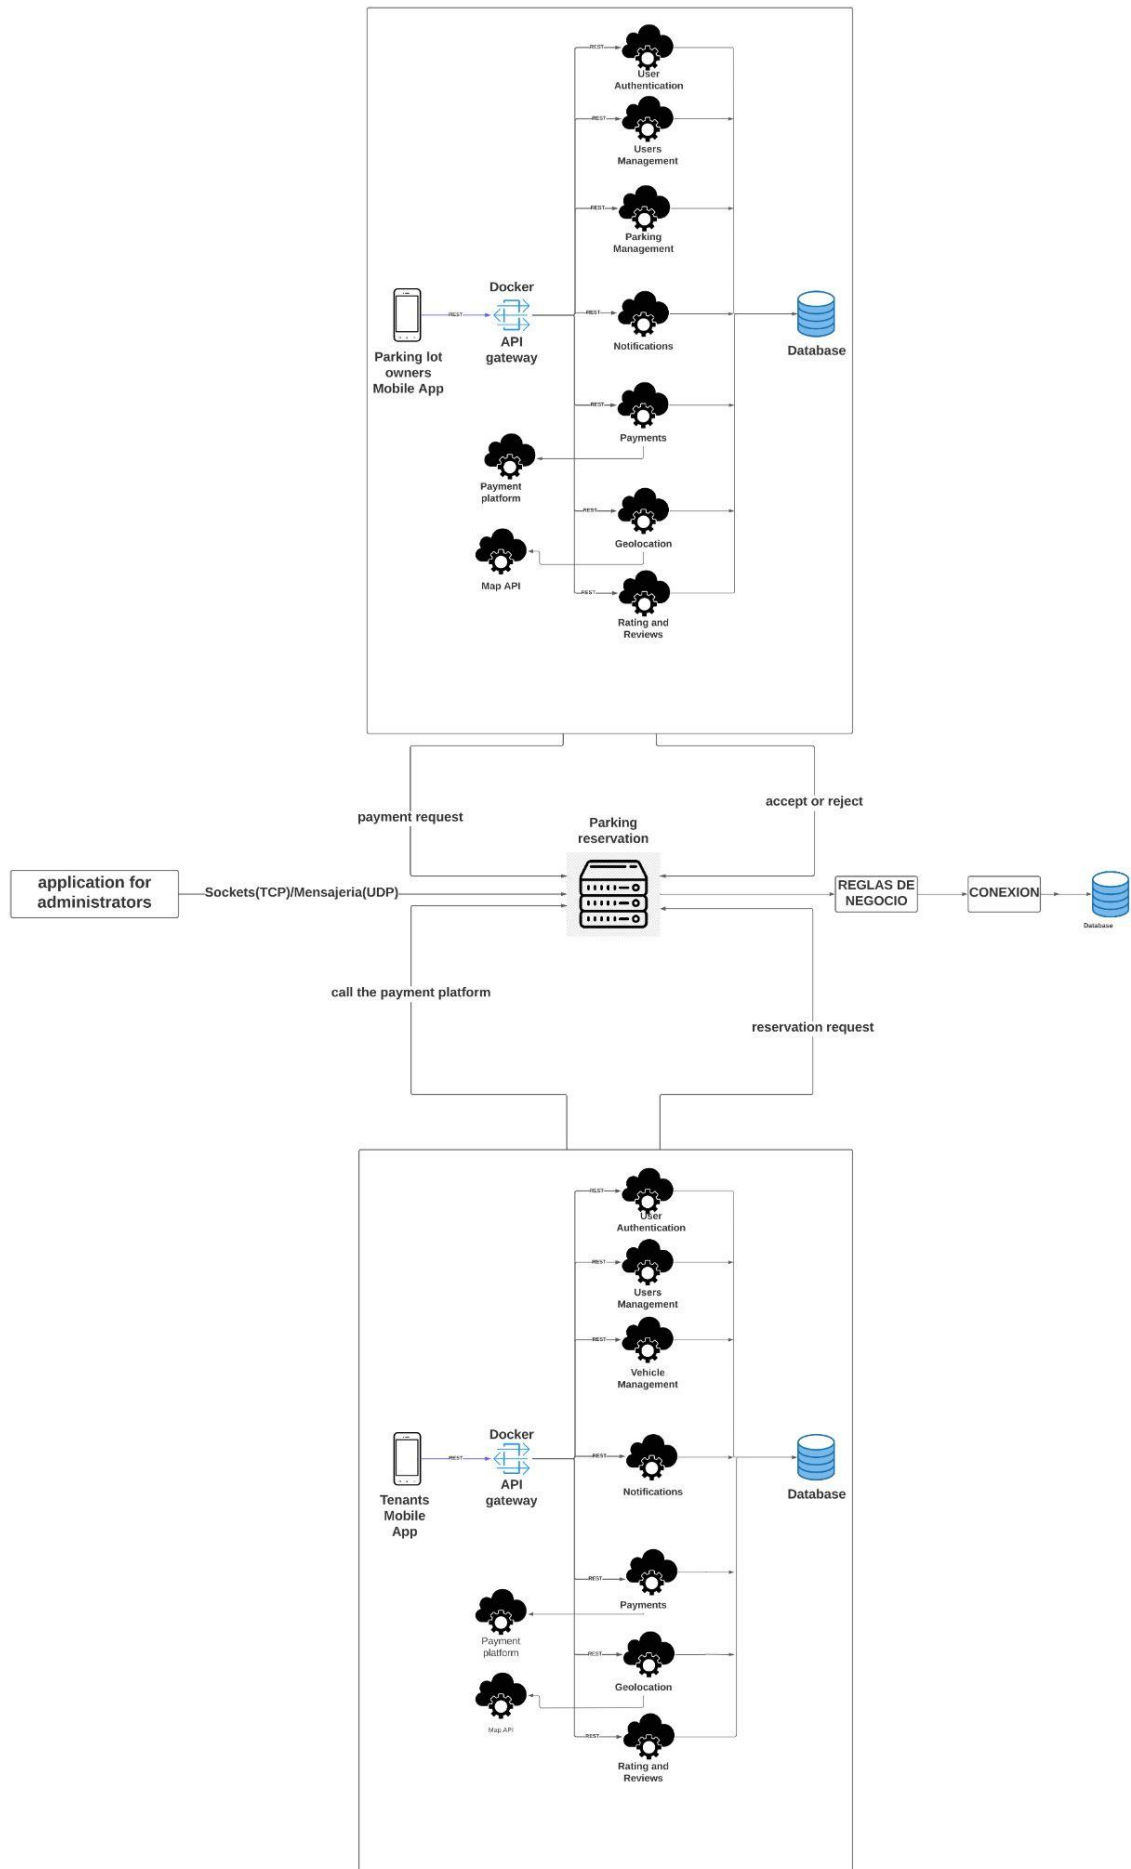 REST
User
Authentication
REST
Users
Management
REST
Parking
Management
Docker
REST
API
gateway
Parking lot
owners
Mobile App
REST
Notifications
Database
REST
Payments
Payment
platform
REST
Geolocation
Map API
REST
Rating and
Reviews
payment request
accept or reject
Parking
reservation
application for
administrators
Sockets(TCP)/Mensajeria(UDP)
REGLAS DE
NEGOCIO
CONEXION
Database
call the payment platform
reservation request
REST
User
Authentication
REST
Users
Management
REST
Vehicle
Management
Docker
REST
API
gateway
Tenants
Mobile
App
REST
Notifications
Database
REST
Payments
Payment
platform
REST
Geolocation
Map API
REST
Rating and
Reviews